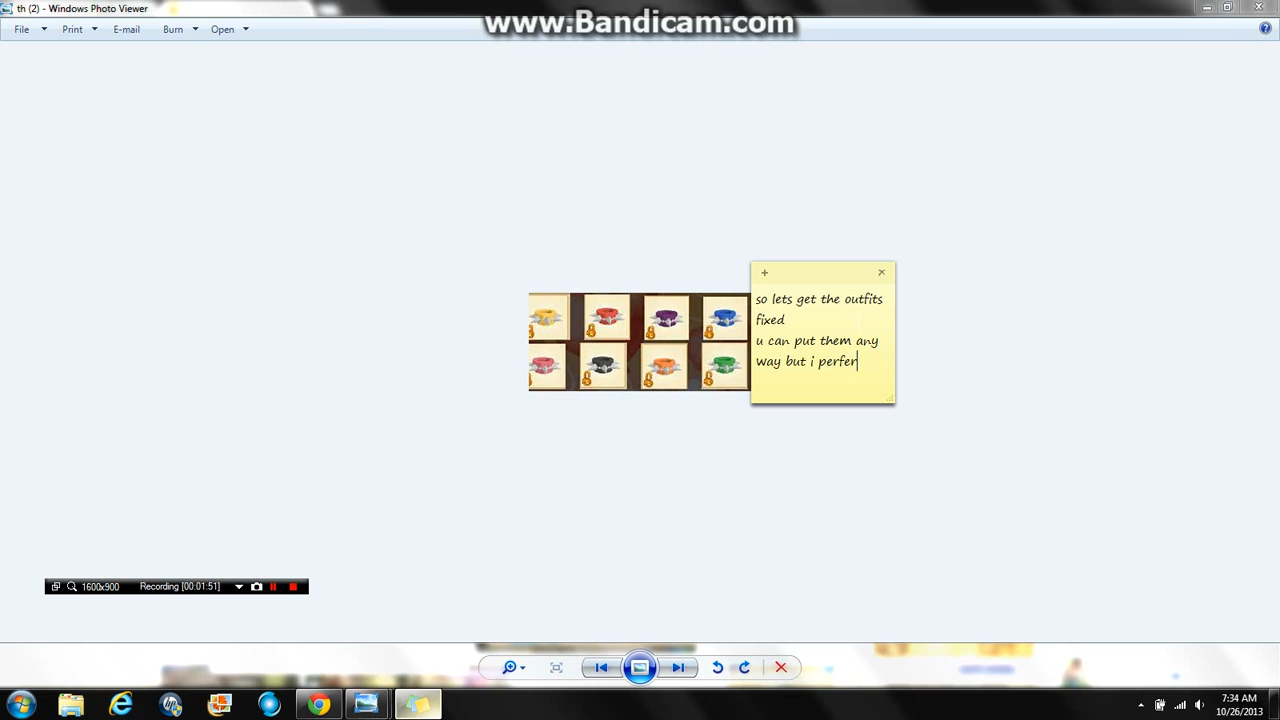 th (2) - Windows Photo Viewer
www.Bandicam.com
File Print E-mail Burn Open
so lets get the outfits
fixed
u can put them any
way but i perfer
1600x900 Recording [00:01:51]
7:34 AM
10/26/2013